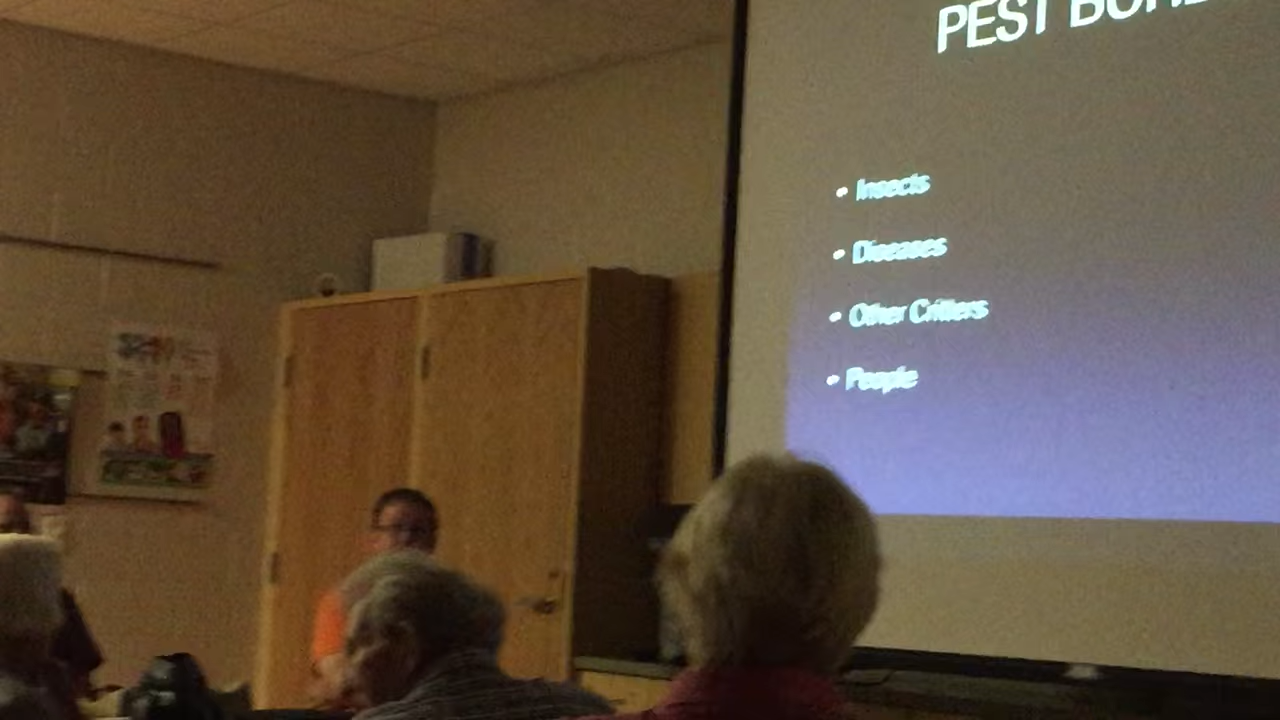 PEST
• Insects
• Diseases
• Other Critters
• People